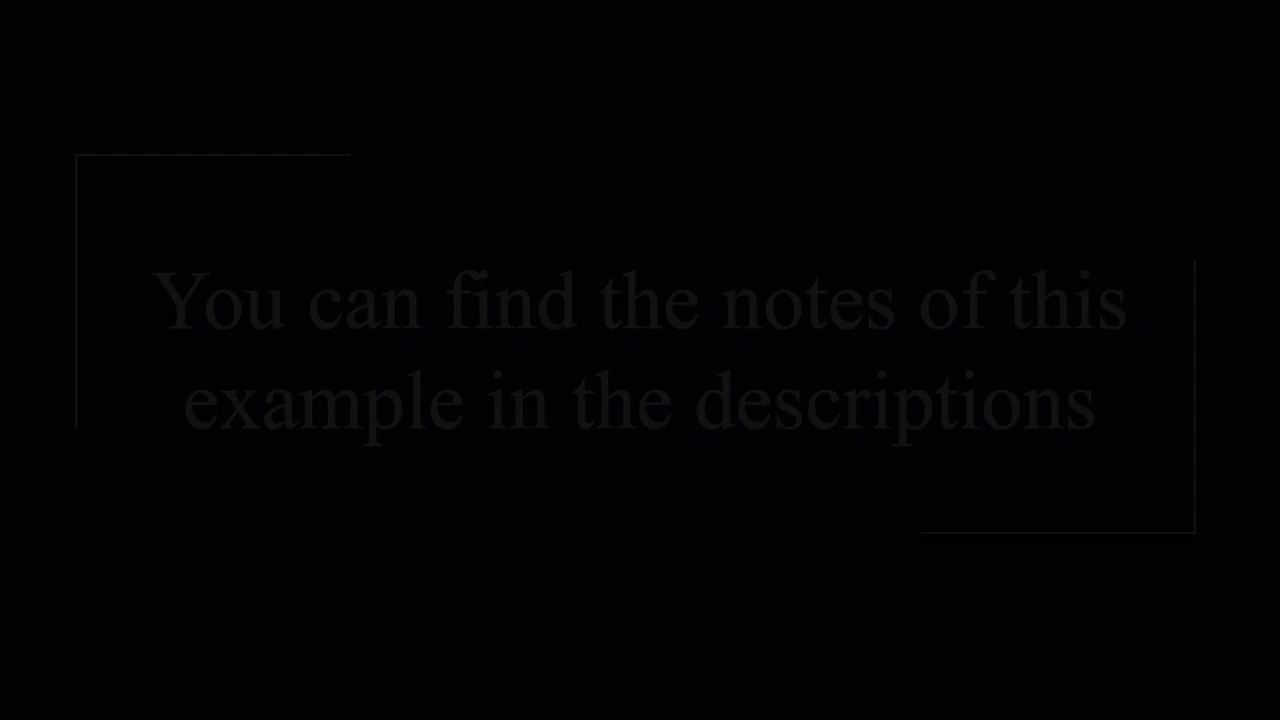 You can find the notes of this
example in the descriptions